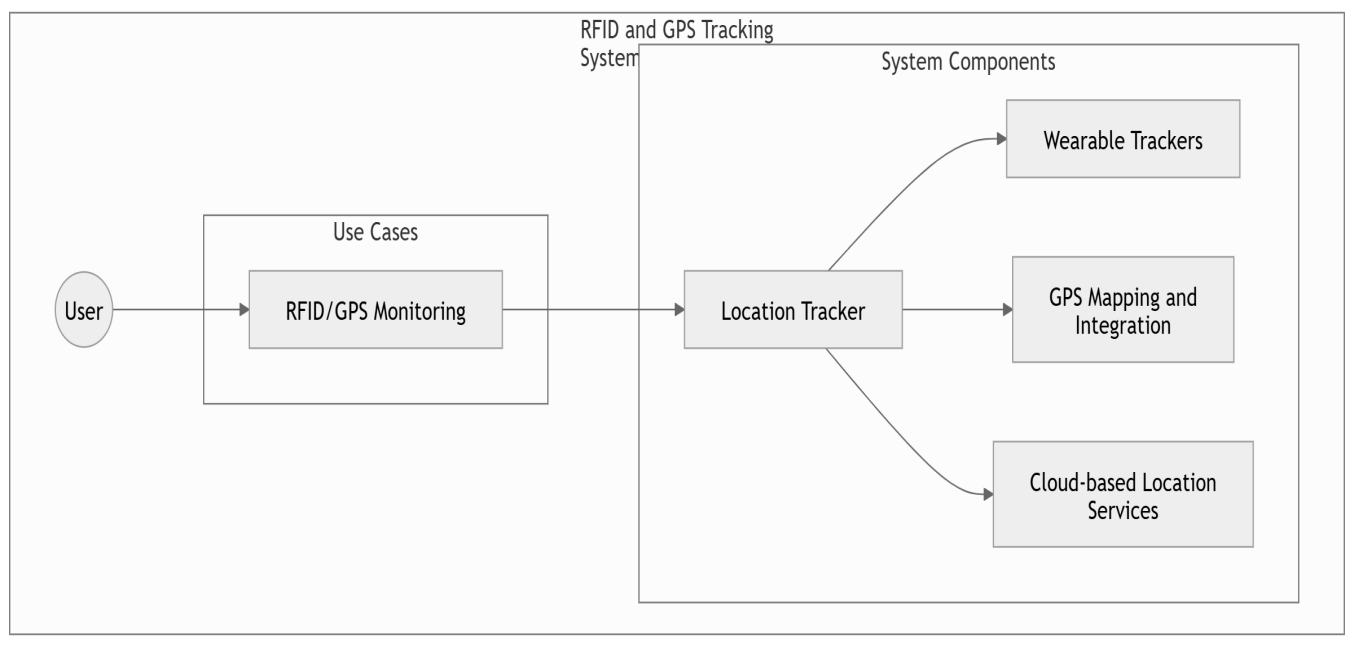 RFID and GPS Tracking
System
System Components
Wearable Trackers
Use Cases
User
RFID/GPS Monitoring
Location Tracker
GPS Mapping and
Integration
Cloud-based Location
Services